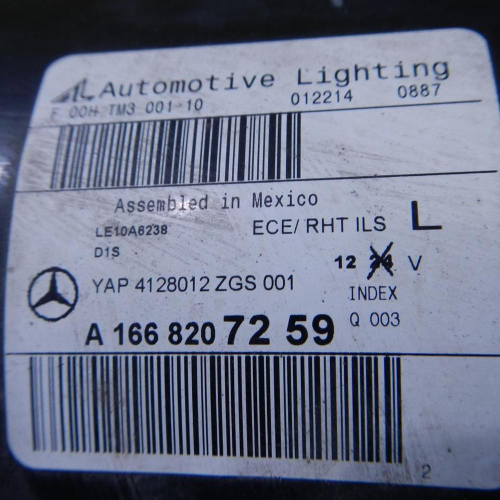 AL Automotive Lighting
F 00H TM3 001-10 012214 0887
Assembled in Mexico
LE10A6238 ECE/ RHT ILS L
D1S
12 24 V
YAP 4128012 ZGS 001
INDEX
A 166 820 72 59 Q 003
2